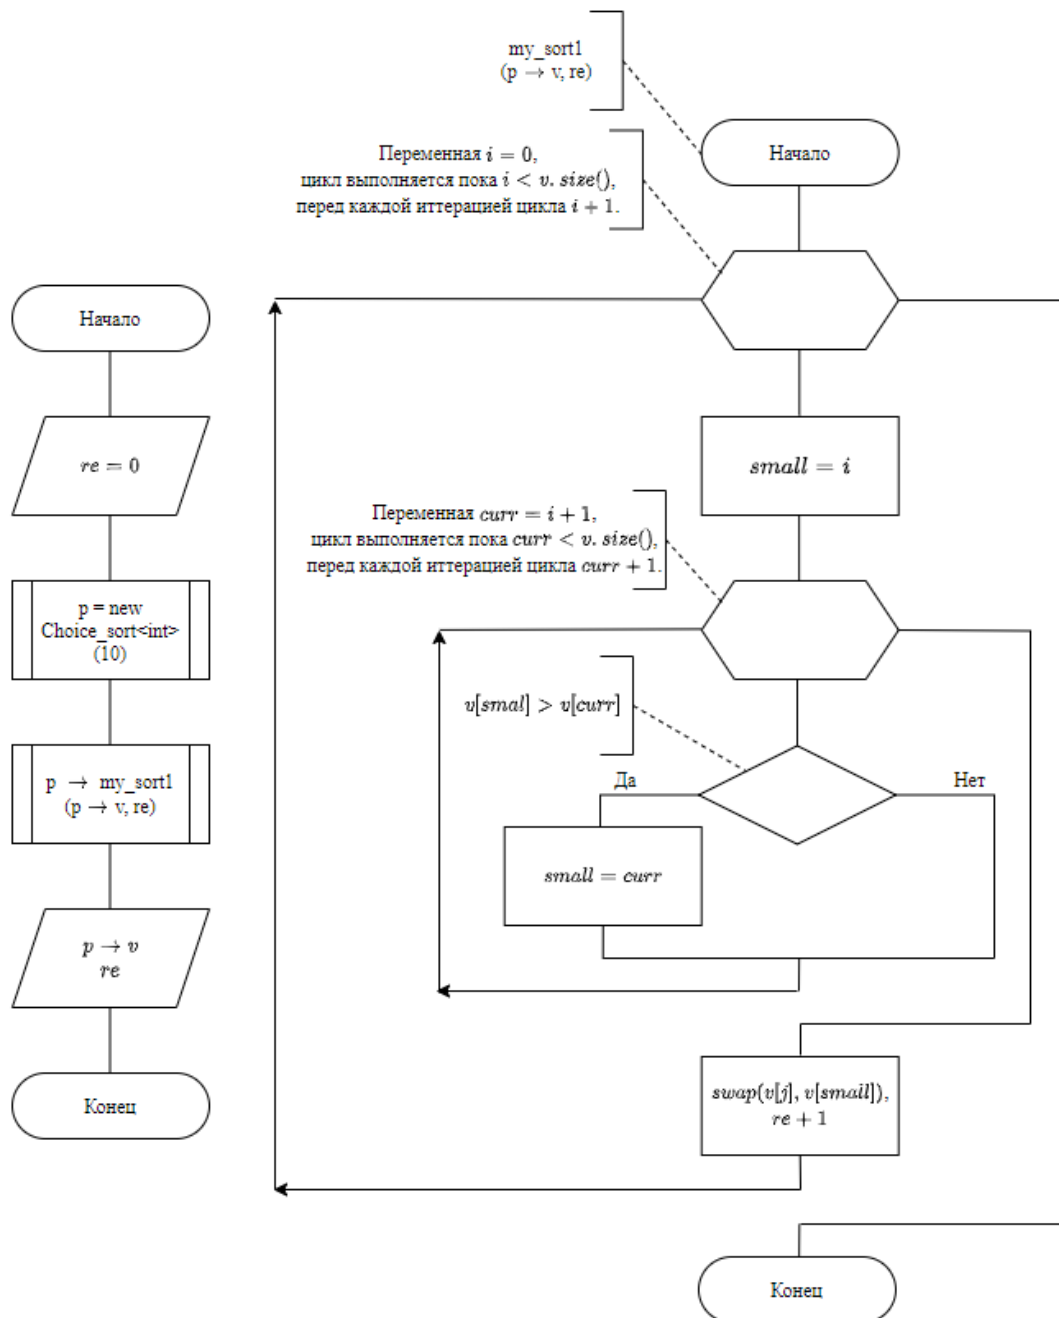 my_sort1
(p → v, re)
Начало
Переменная i = 0,
цикл выполняется пока i < v. size(),
перед каждой иттерацией цикла i + 1.
Начало
re = 0
p = new
Choice_sort<int>
(10)
p → my_sort1
(p → v, re)
p → v
re
Конец
small = i
Переменная curr = i + 1,
цикл выполняется пока curr < v. size(),
перед каждой иттерацией цикла curr + 1.
v[smal] > v[curr]
Да
Нет
small = curr
swap(v[j], v[small]),
re + 1
Конец